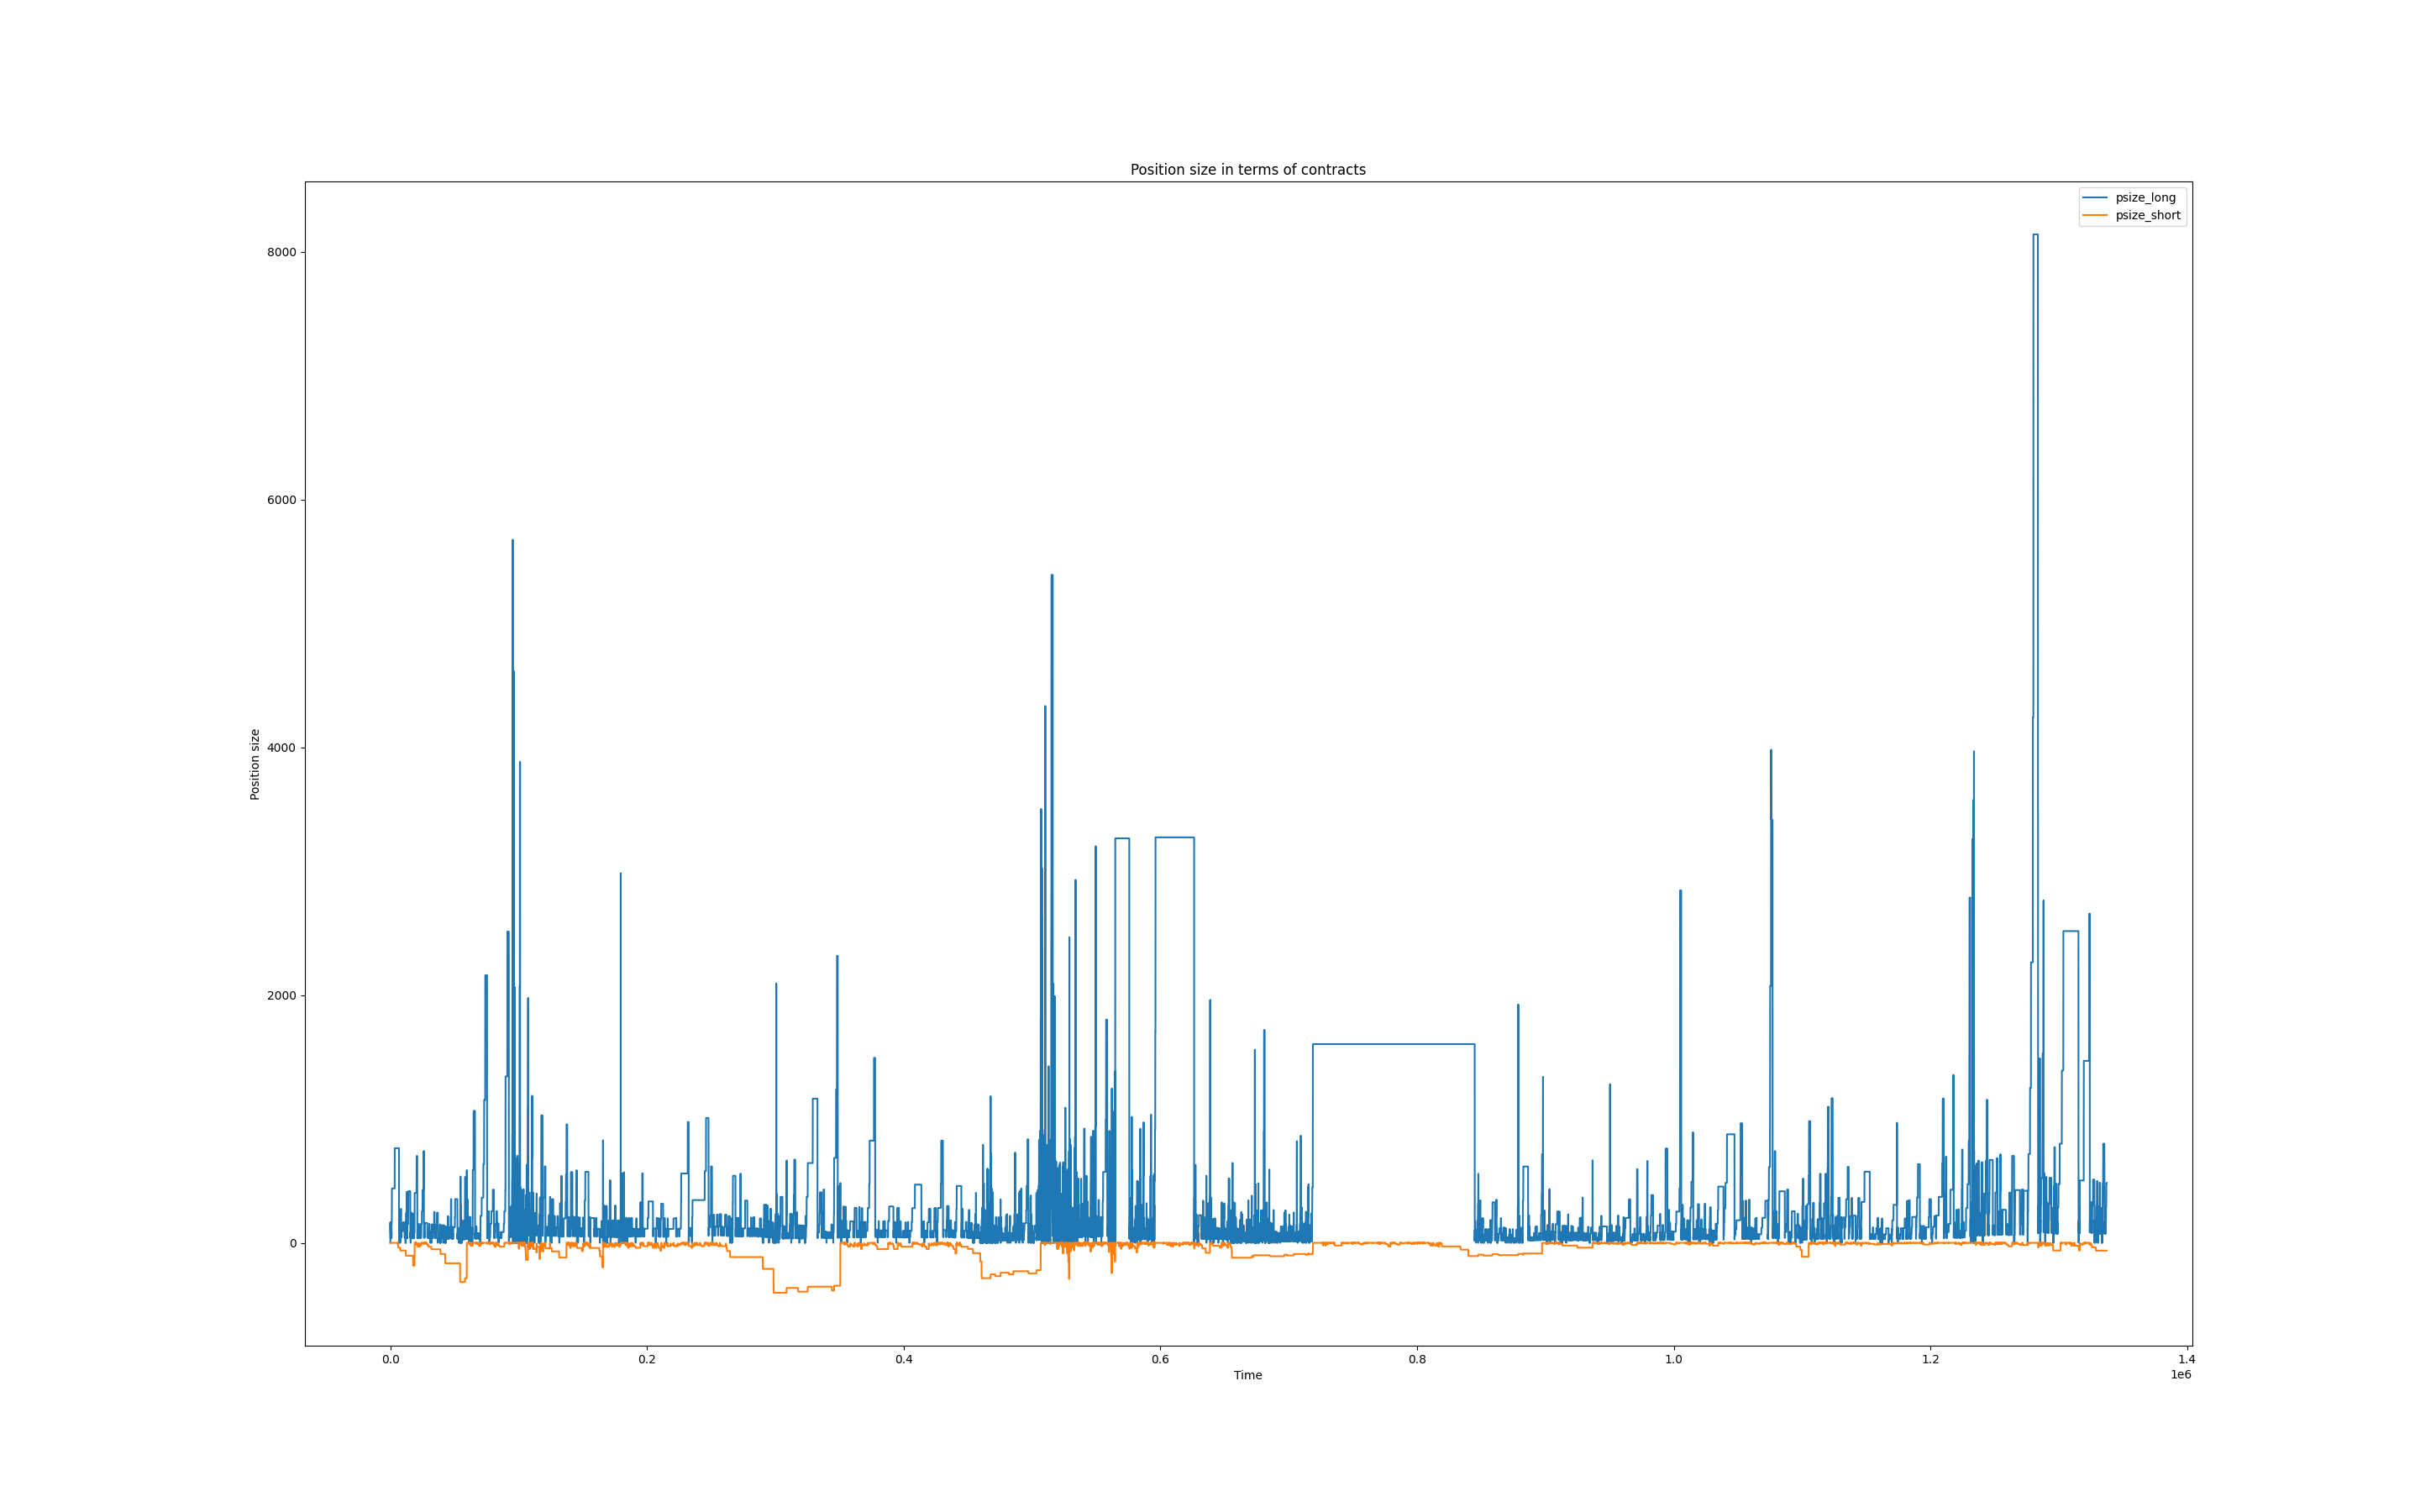 Position size in terms of contracts
psize_long
psize_short
Position size
8000
6000
4000
2000
0
0.0 0.2 0.4 0.6 0.8 1.0 1.2 1.4
1e6
Time